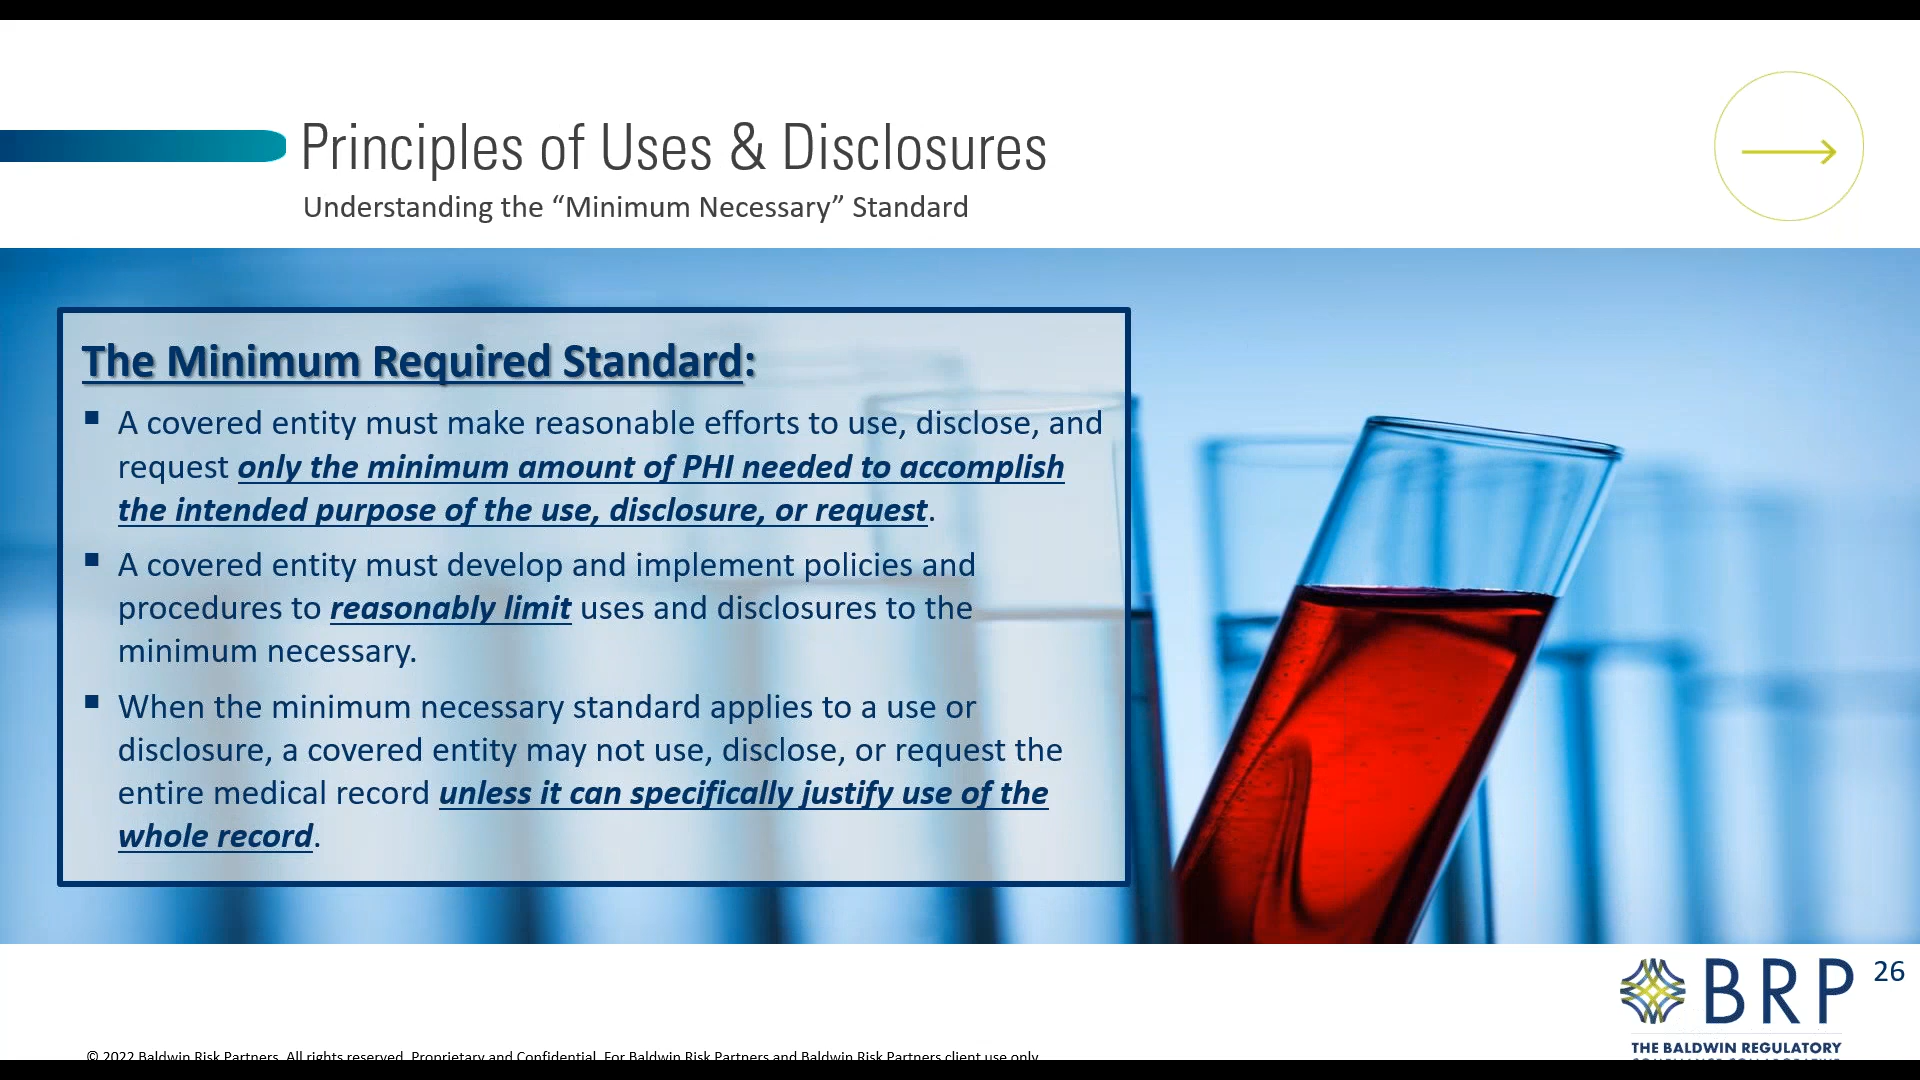 Principles of Uses & Disclosures
Understanding the “Minimum Necessary” Standard
The Minimum Required Standard:
▪ A covered entity must make reasonable efforts to use, disclose, and
request only the minimum amount of PHI needed to accomplish
the intended purpose of the use, disclosure, or request.
▪ A covered entity must develop and implement policies and
procedures to reasonably limit uses and disclosures to the
minimum necessary.
▪ When the minimum necessary standard applies to a use or
disclosure, a covered entity may not use, disclose, or request the
entire medical record unless it can specifically justify use of the
whole record.
BRP
26
THE BALDWIN REGULATORY
© 2022 Baldwin Risk Partners. All rights reserved. Proprietary and Confidential. For Baldwin Risk Partners and Baldwin Risk Partners client use only